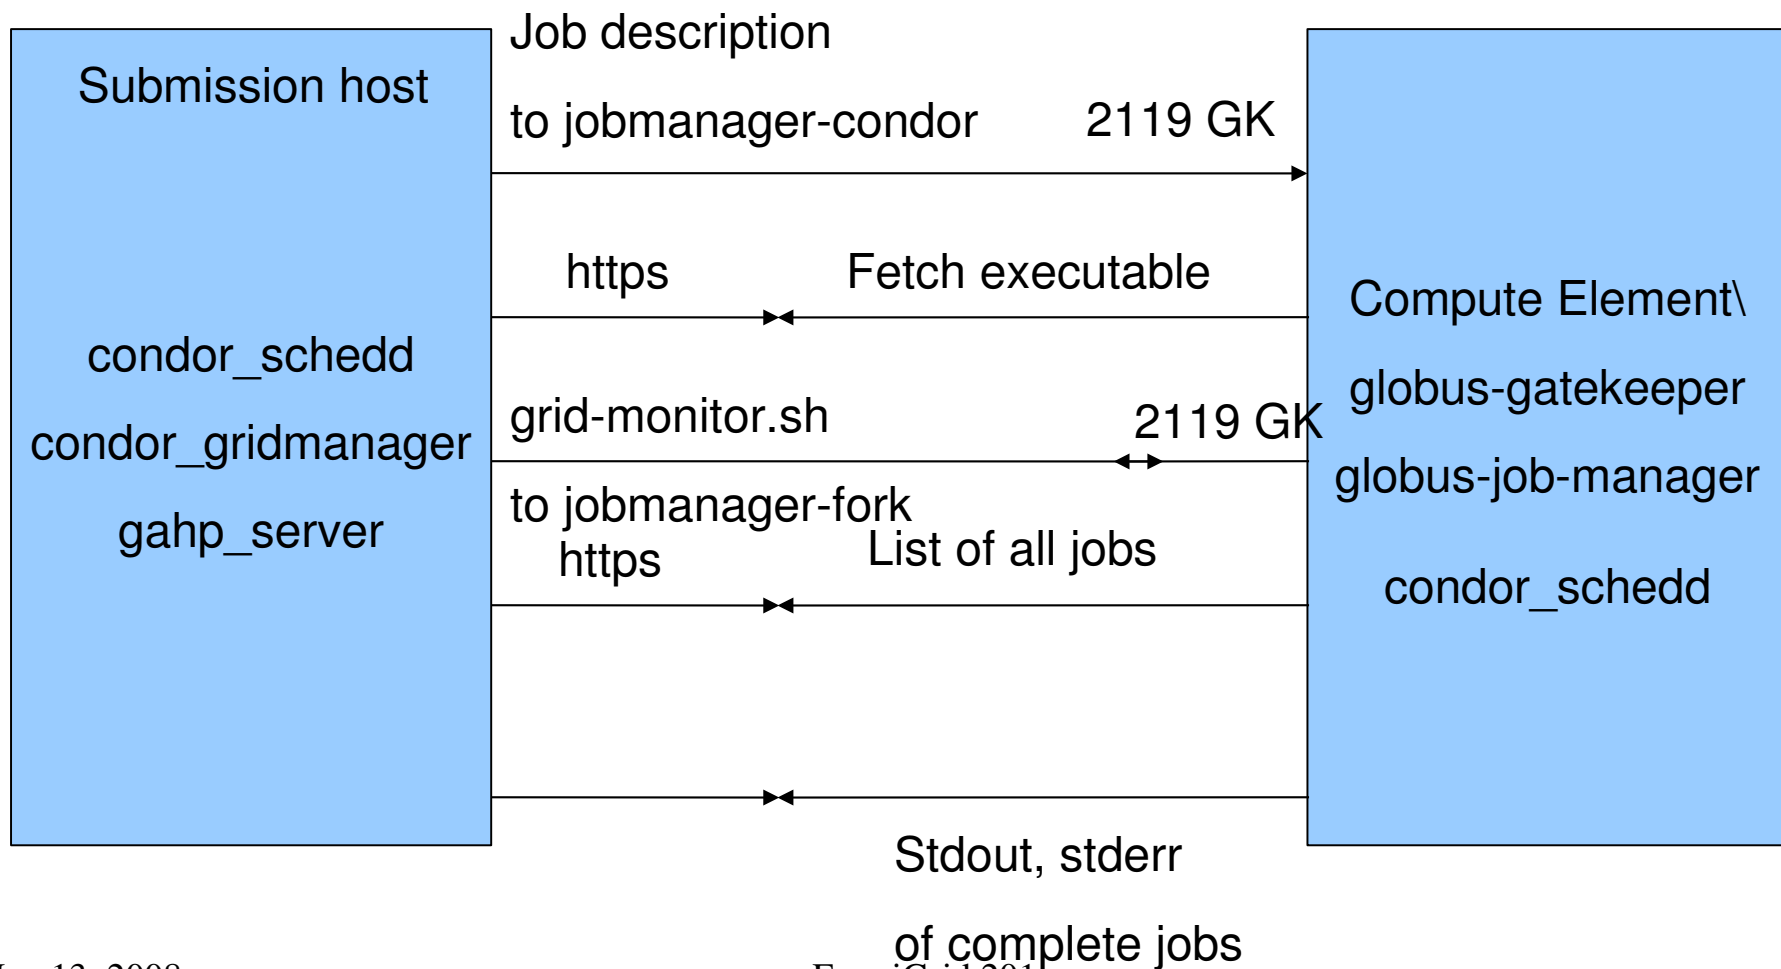 Submission host
condor_schedd
condor_gridmanager
gahp_server
Job description
to jobmanager-condor
2119 GK
https
Fetch executable
grid-monitor.sh
2119 GK
to jobmanager-fork
https
List of all jobs
Stdout, stderr
of complete jobs
Compute Element\
globus-gatekeeper
globus-job-manager
condor_schedd
13, 2008